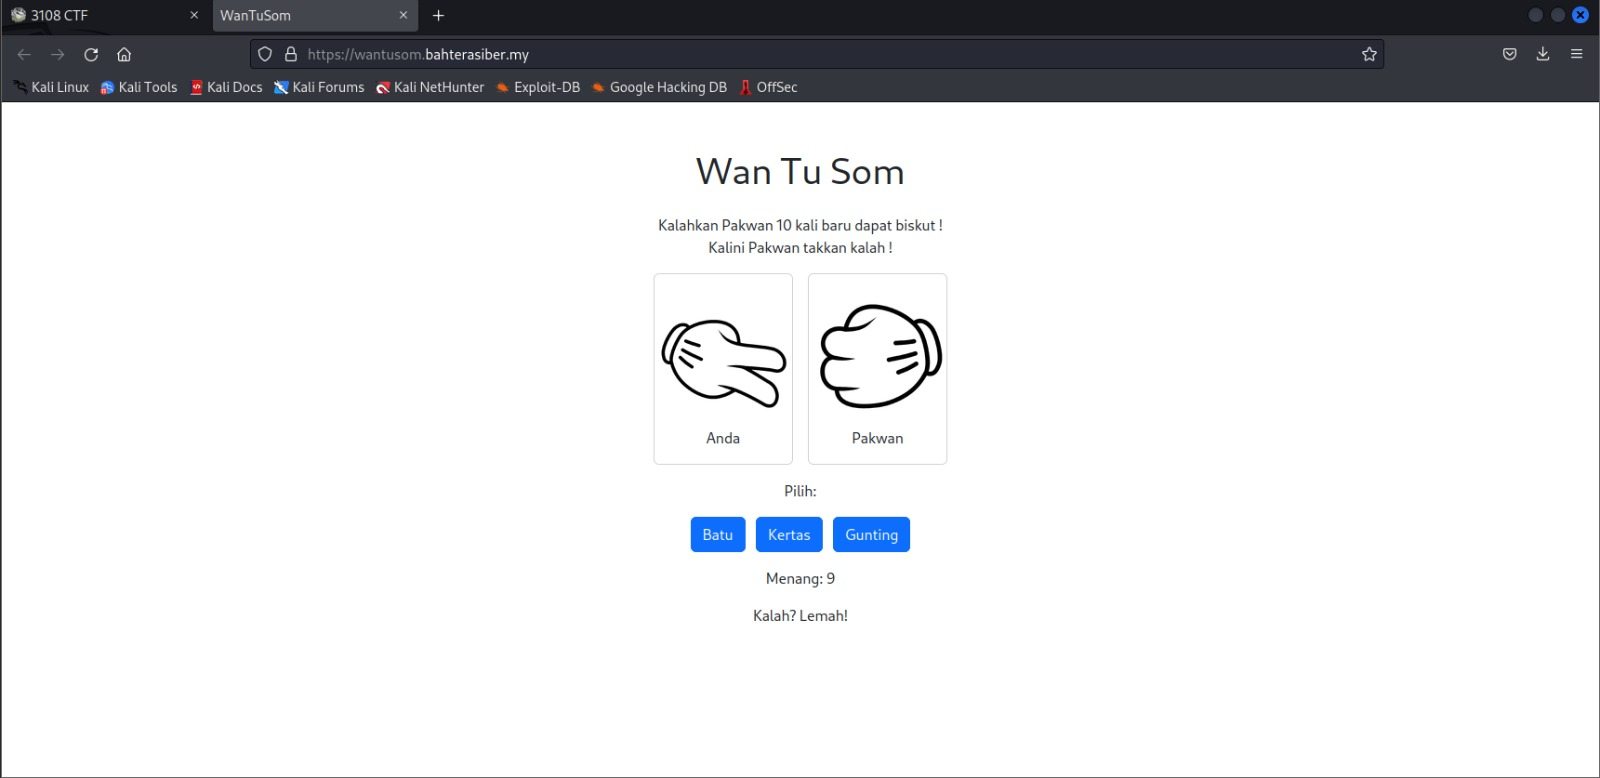 3108 CTF
WanTuSom
https://wantusom.bahterasiber.my
Kali Linux Kali Tools Kali Docs Kali Forums Kali NetHunter Exploit-DB Google Hacking DB OffSec
Wan Tu Som
Kalahkan Pakwan 10 kali baru dapat biskut !
Kalini Pakwan takkan kalah !
Anda
Pakwan
Pilih:
Batu Kertas Gunting
Menang: 9
Kalah? Lemah!